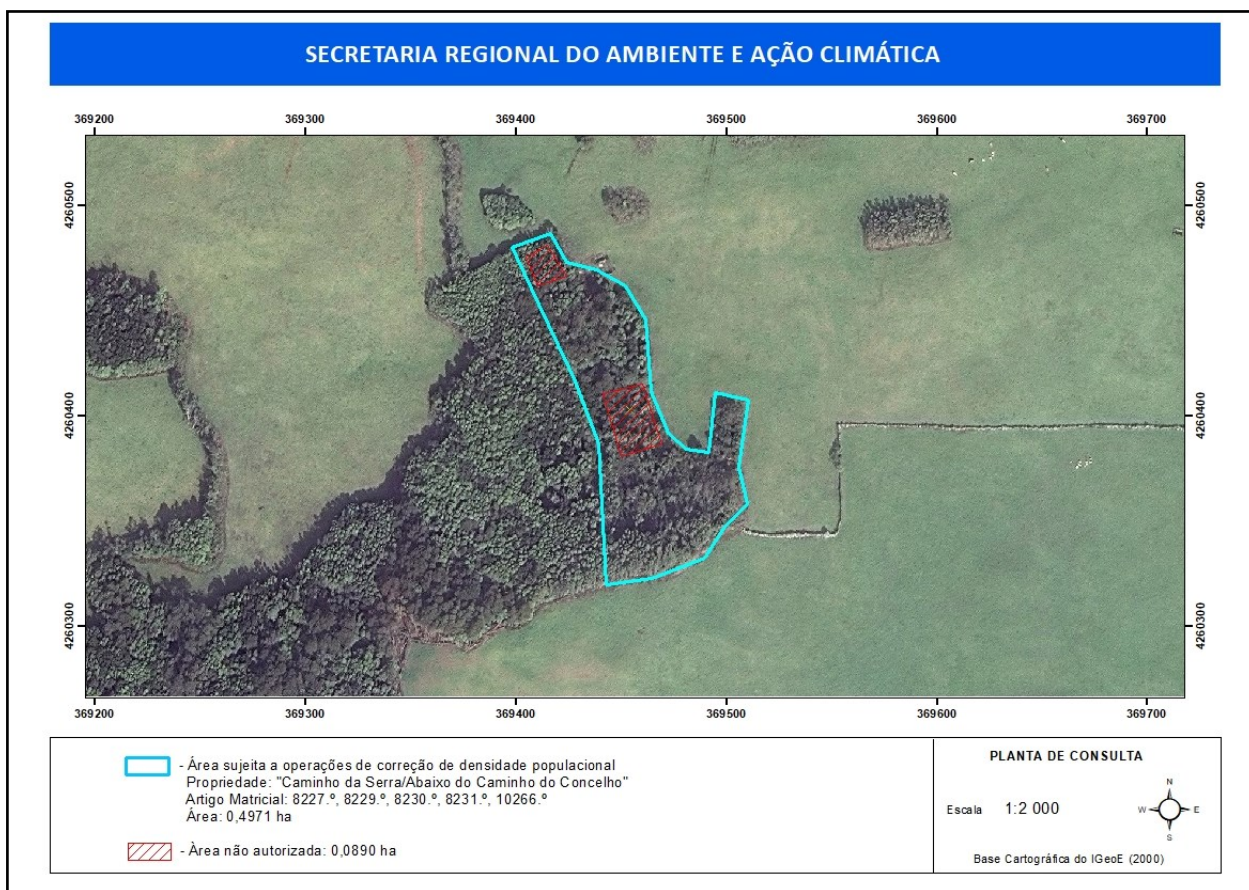 SECRETARIA REGIONAL DO AMBIENTE E AÇÃO CLIMÁTICA
369200 369300 369400 369500 369600 369700
4260500 4260500
4260400 4260400
4260300 4260300
369200 369300 369400 369500 369600 369700
- Área sujeita a operações de correção de densidade populacional
Propriedade: "Caminho da Serra/Abaixo do Caminho do Concelho"
Artigo Matricial: 8227.º, 8229.º, 8230.º, 8231.º, 10266.º
Área: 0,4971 ha
- Àrea não autorizada: 0,0890 ha
PLANTA DE CONSULTA
Escala 1:2 000
N
W E
S
Base Cartográfica do IGeoE (2000)